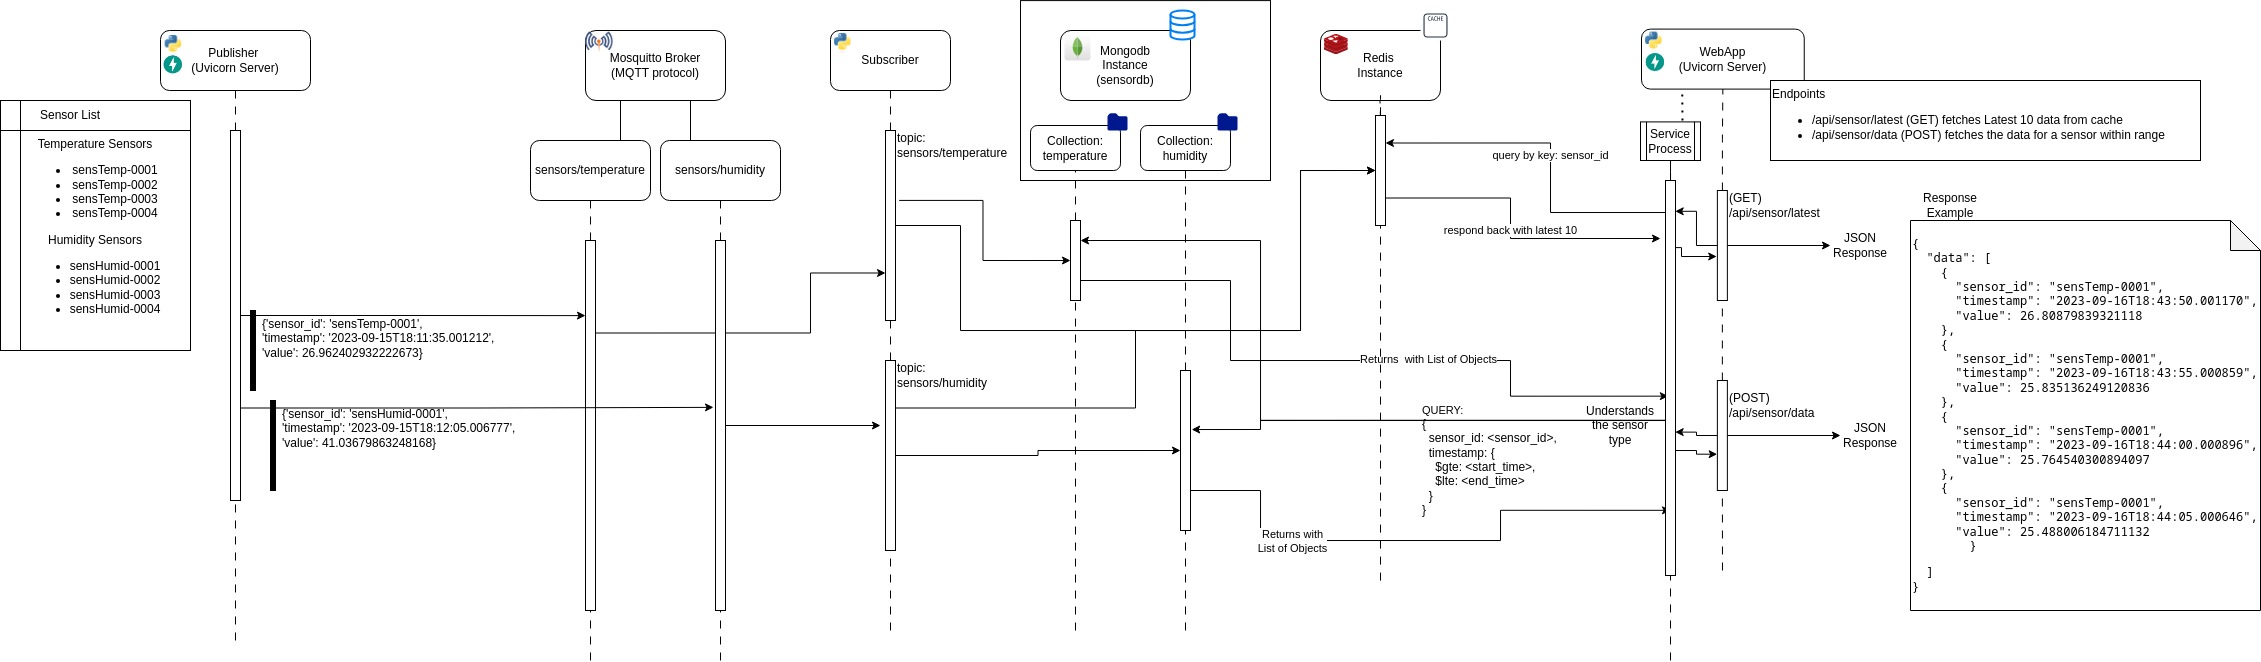 Publisher
(Uvicorn Server)
Mosquitto Broker
(MQTT protocol)
Subscriber
Mongodb
Instance
(sensordb)
Redis
Instance
CACHE
WebApp
(Uvicorn Server)
Sensor List
Temperature Sensors
• sensTemp-0001
• sensTemp-0002
• sensTemp-0003
• sensTemp-0004
Humidity Sensors
• sensHumid-0001
• sensHumid-0002
• sensHumid-0003
• sensHumid-0004
sensors/temperature
sensors/humidity
topic:
sensors/temperature
Collection:
temperature
Collection:
humidity
query by key: sensor_id
respond back with latest 10
Service
Process
Endpoints
• /api/sensor/latest (GET) fetches Latest 10 data from cache
• /api/sensor/data (POST) fetches the data for a sensor within range
(GET)
/api/sensor/latest
JSON
Response
{'sensor_id': 'sensTemp-0001',
'timestamp': '2023-09-15T18:11:35.001212',
'value': 26.962402932222673}
{'sensor_id': 'sensHumid-0001',
'timestamp': '2023-09-15T18:12:05.006777',
'value': 41.03679863248168}
topic:
sensors/humidity
Returns with List of Objects
QUERY:
{
sensor_id: <sensor_id>,
timestamp: {
$gte: <start_time>,
$lte: <end_time>
}
}
Understands
the sensor
type
Returns with
List of Objects
(POST)
/api/sensor/data
JSON
Response
Response
Example
{
"data": [
{
"sensor_id": "sensTemp-0001",
"timestamp": "2023-09-16T18:43:50.001170",
"value": 26.80879839321118
},
{
"sensor_id": "sensTemp-0001",
"timestamp": "2023-09-16T18:43:55.000859",
"value": 25.835136249120836
},
{
"sensor_id": "sensTemp-0001",
"timestamp": "2023-09-16T18:44:00.000896",
"value": 25.764540300894097
},
{
"sensor_id": "sensTemp-0001",
"timestamp": "2023-09-16T18:44:05.000646",
"value": 25.488006184711132
}
]
}